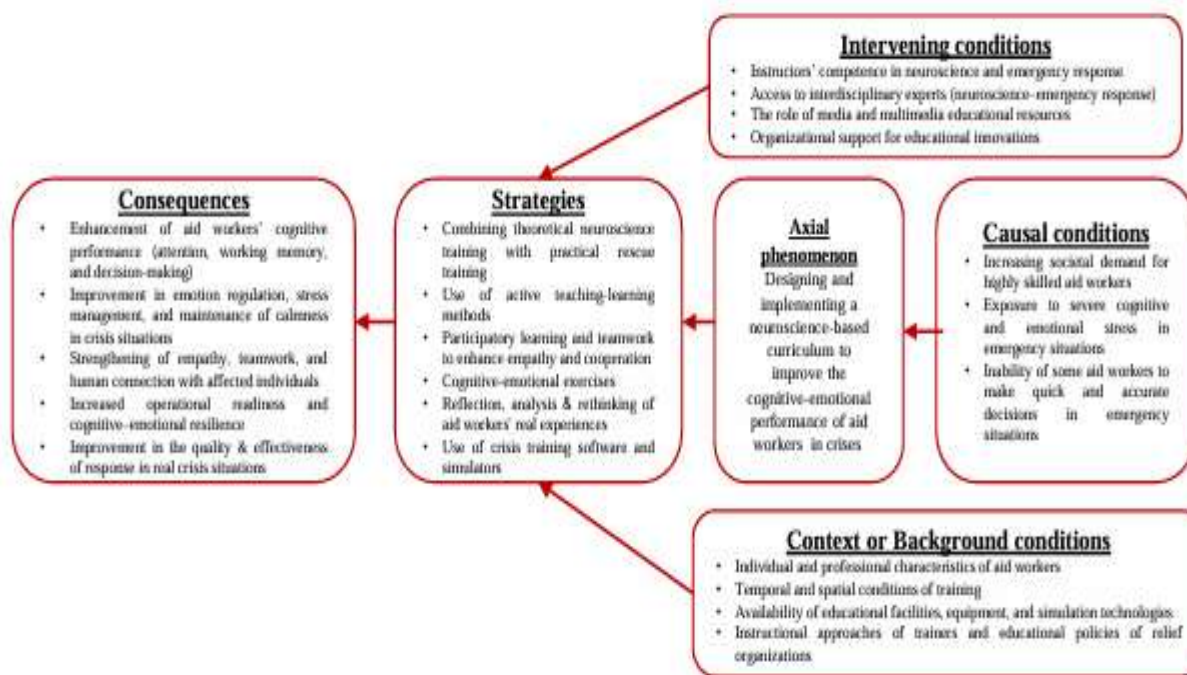 Intervening conditions
• Instructors' competence in neuroscience and emergency response
• Access to interdisciplinary experts (neuroscience–emergency response)
• The role of media and multimedia educational resources
• Organizational support for educational innovations
Consequences
• Enhancement of aid workers' cognitive
performance (attention, working memory,
and decision-making)
• Improvement in emotion regulation, stress
management, and maintenance of calmness
in crisis situations
• Strengthening of empathy, teamwork, and
human connection with affected individuals
• Increased operational readiness and
cognitive–emotional resilience
• Improvement in the quality & effectiveness
of response in real crisis situations
Strategies
• Combining theoretical neuroscience
training with practical rescue
training
• Use of active teaching-learning
methods
• Participatory learning and teamwork
to enhance empathy and cooperation
• Cognitive–emotional exercises
• Reflection, analysis & rethinking of
aid workers' real experiences
• Use of crisis training software and
simulators
Axial
phenomenon
Designing and
implementing a
neuroscience-based
curriculum to
improve the
cognitive-emotional
performance of aid
workers in crises
Causal conditions
• Increasing societal demand for
highly skilled aid workers
• Exposure to severe cognitive
and emotional stress in
emergency situations
• Inability of some aid workers to
make quick and accurate
decisions in emergency
situations
Context or Background conditions
• Individual and professional characteristics of aid workers
• Temporal and spatial conditions of training
• Availability of educational facilities, equipment, and simulation technologies
• Instructional approaches of trainers and educational policies of relief
organizations